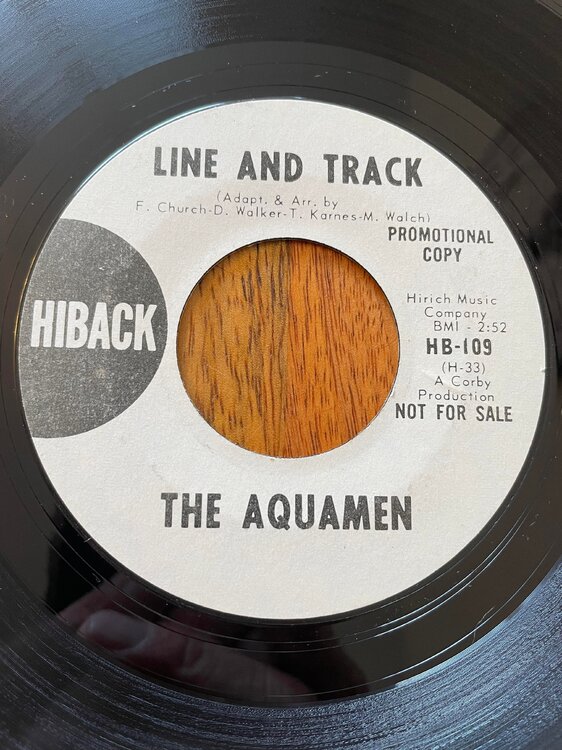 LINE AND TRACK
(Adapt. & Arr. by
F. Church-D. Walker-T. Karnes-M. Walch)
PROMOTIONAL
COPY
HIBACK
Hirich Music
Company
BMI - 2:52
HB-109
(H-33)
A Corby
Production
NOT FOR SALE
THE AQUAMEN